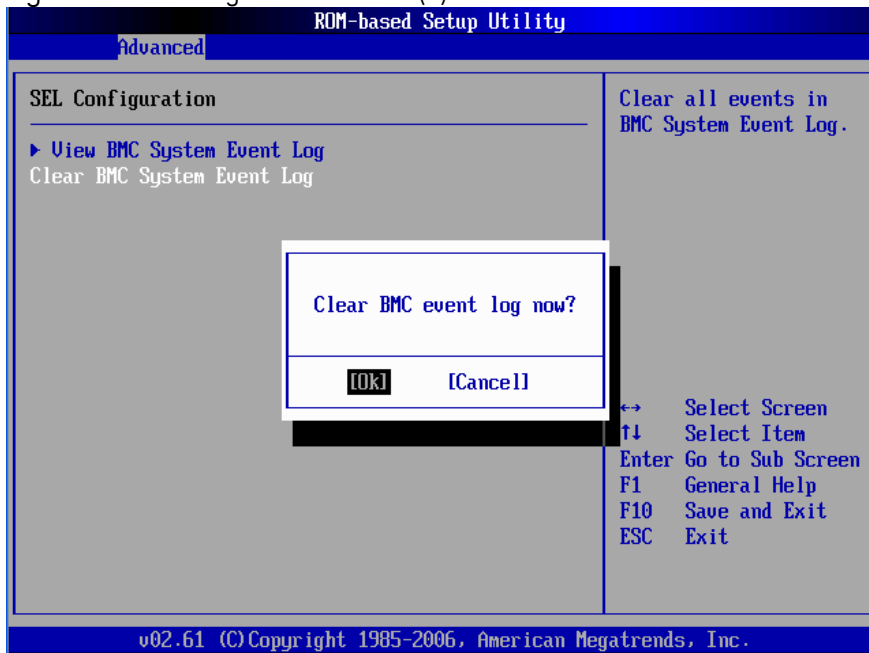 ROM-based Setup Utility
Advanced
SEL Configuration
▶ View BMC System Event Log
Clear BMC System Event Log
Clear all events in
BMC System Event Log.
Clear BMC event log now?
[Ok] [Cancel]
↔ Select Screen
↑↓ Select Item
Enter Go to Sub Screen
F1 General Help
F10 Save and Exit
ESC Exit
v02.61 (C)Copyright 1985-2006, American Megatrends, Inc.